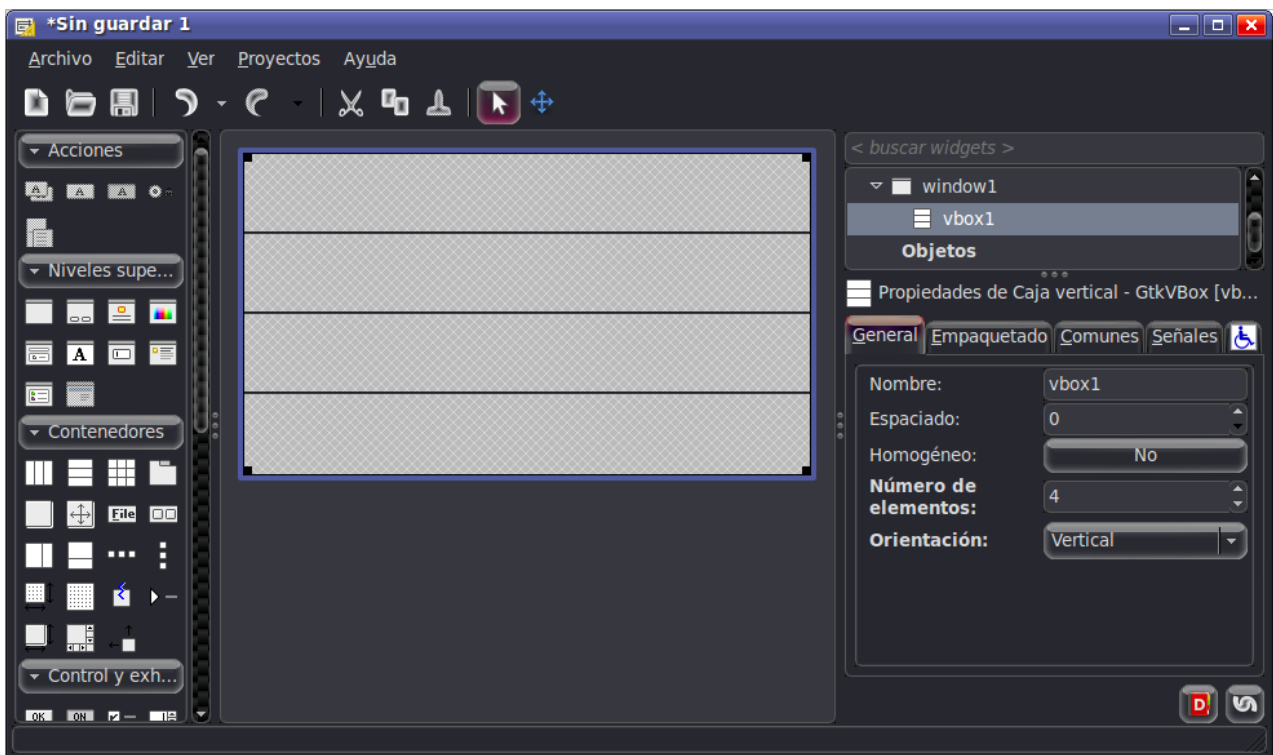 *Sin guardar 1
Archivo Editar Ver Proyectos Ayuda
Acciones
Niveles supe...
Contenedores
File
Control y exh...
OK ON
< buscar widgets >
window1
vbox1
Objetos
Propiedades de Caja vertical - GtkVBox [vb...
General Empaquetado Comunes Señales
Nombre: vbox1
Espaciado: 0
Homogéneo: No
Número de
elementos: 4
Orientación: Vertical
D